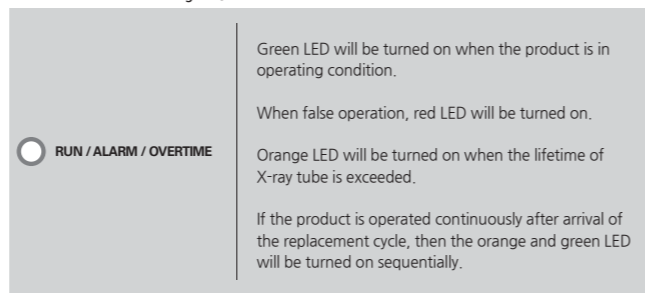 RUN / ALARM / OVERTIME
Green LED will be turned on when the product is in
operating condition.
When false operation, red LED will be turned on.
Orange LED will be turned on when the lifetime of
X-ray tube is exceeded.
If the product is operated continuously after arrival of
the replacement cycle, then the orange and green LED
will be turned on sequentially.